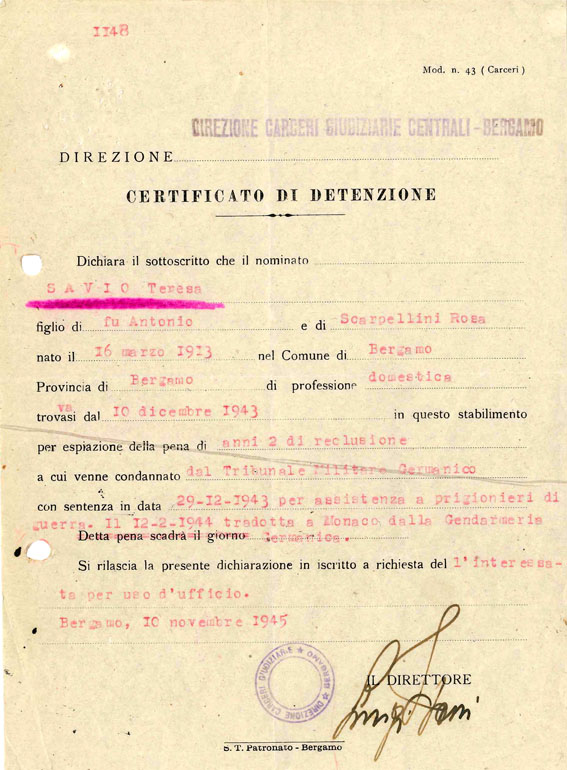 1148
Mod. n. 43 ( Carceri )
DIREZIONE CARCERI GIUDIZIARIE CENTRALI - BERGAMO
DIREZIONE
CERTIFICATO DI DETENZIONE
Dichiara il sottoscritto che il nominato
SAVIO Teresa
figlio di fu Antonio e di Scarpellini Rosa
nato il 16 marzo 1913 nel Comune di Bergamo
Provincia di Bergamo di professione domestica
va
trovasi dal 10 dicembre 1943 in questo stabilimento
per espiazione della pena di anni 2 di reclusione
a cui venne condannato dal Tribunale Militare Germanico
con sentenza in data 29-12-1943 per assistenza a prigionieri di
guerra. Il 12-2-1944 tradotta a Monaco dalla Gendarmeria
Detta pena scadrà il giorno Germanica.
Si rilascia la presente dichiarazione in iscritto a richiesta del l'interessa-
ta per uso d'ufficio.
Bergamo, 10 novembre 1945
DIREZIONE CARCERI GIUDIZIARIE ★ BERGAMO ★
IL DIRETTORE
S. T. Patronato - Bergamo